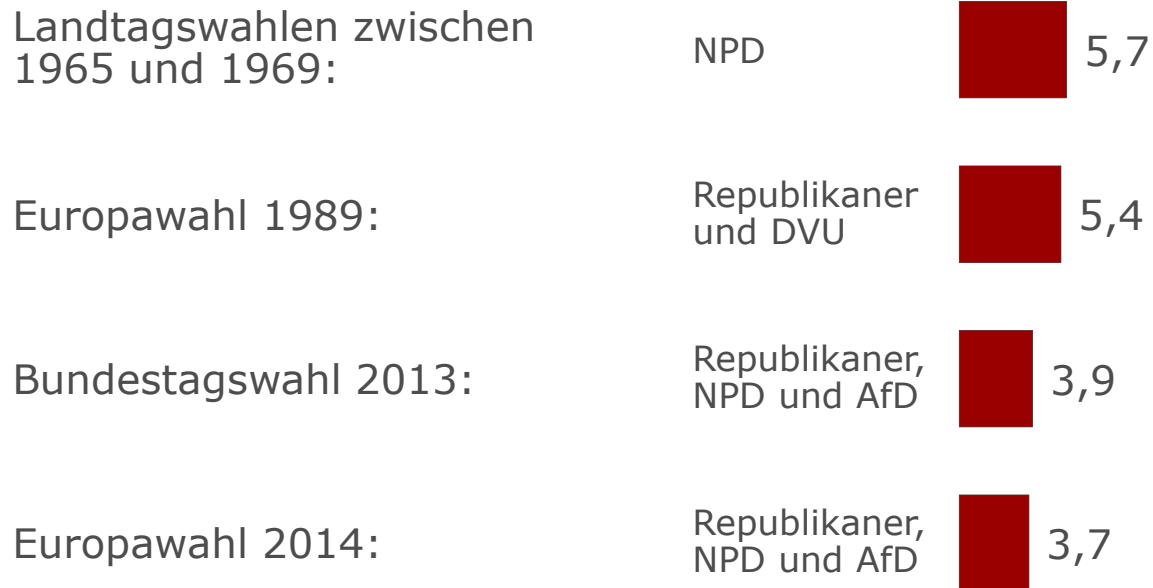 Landtagswahlen zwischen
1965 und 1969:
NPD
5,7
Europawahl 1989:
Republikaner
und DVU
5,4
Bundestagswahl 2013:
Republikaner,
NPD und AfD
3,9
Europawahl 2014:
Republikaner,
NPD und AfD
3,7